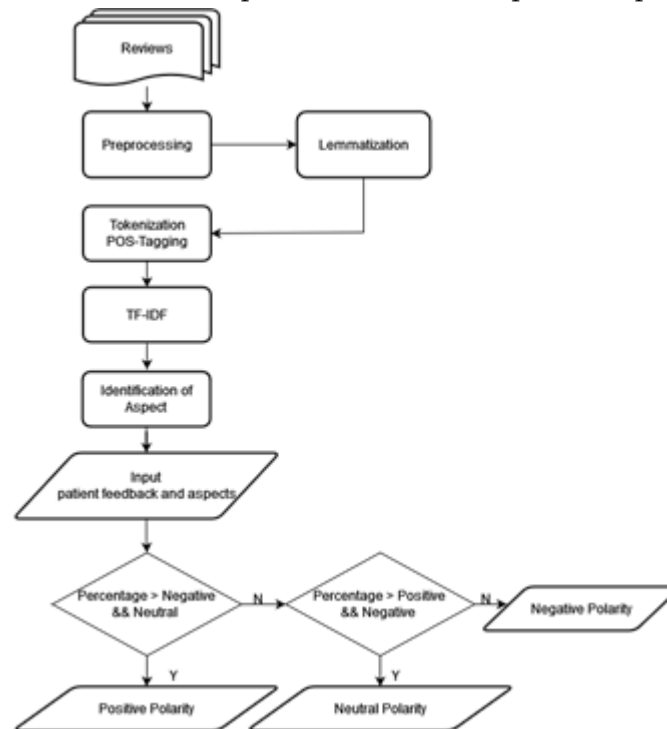 Reviews
Preprocessing
Lemmatization
Tokenization
POS-Tagging
TF-IDF
Identification of
Aspect
Input
patient feedback and aspects
Percentage > Negative
&& Neutral
N
Percentage > Positive
&& Negative
N
Negative Polarity
Y
Y
Positive Polarity
Neutral Polarity